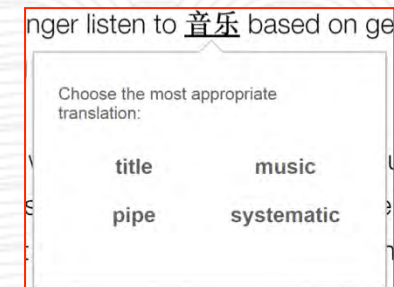 nger listen to 音乐 based on ge
Choose the most appropriate
translation:
title music
pipe systematic